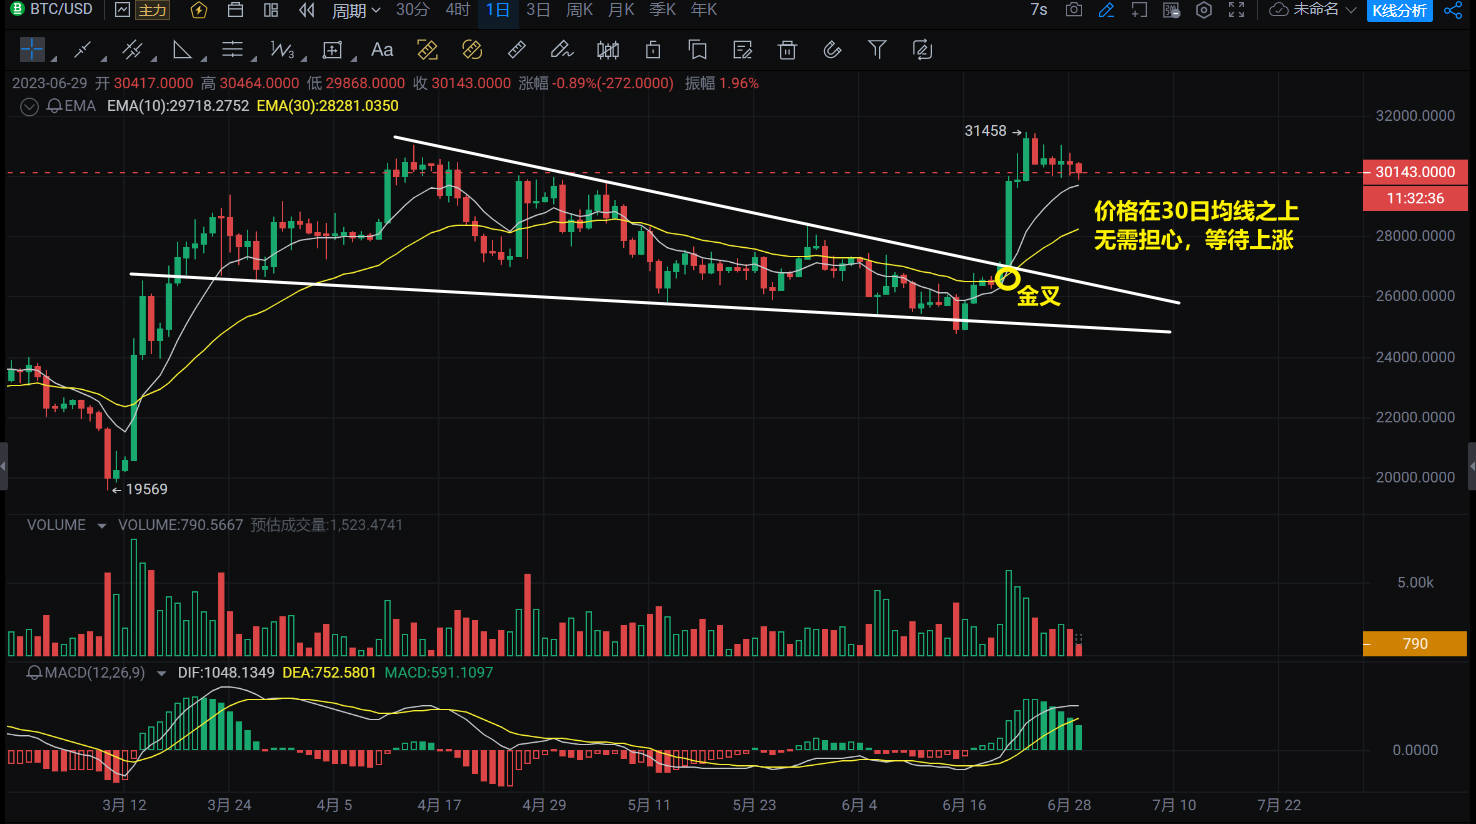 BTC/USD 主力 周期 30分 4时 1日 3日 周K 月K 季K 年K 7s 未命名 K线分析
W3 Aa
2023-06-29 开 30417.0000 高 30464.0000 低 29868.0000 收 30143.0000 涨幅 -0.89%(-272.0000) 振幅 1.96%
EMA EMA(10):29718.2752 EMA(30):28281.0350
32000.0000
31458
30143.0000
11:32:36
价格在30日均线之上
无需担心，等待上涨
28000.0000
金叉
26000.0000
24000.0000
22000.0000
20000.0000
19569
VOLUME VOLUME:790.5667 预估成交量:1,523.4741
5.00k
790
MACD(12,26,9) DIF:1048.1349 DEA:752.5801 MACD:591.1097
0.0000
3月 12 3月 24 4月 5 4月 17 4月 29 5月 11 5月 23 6月 4 6月 16 6月 28 7月 10 7月 22